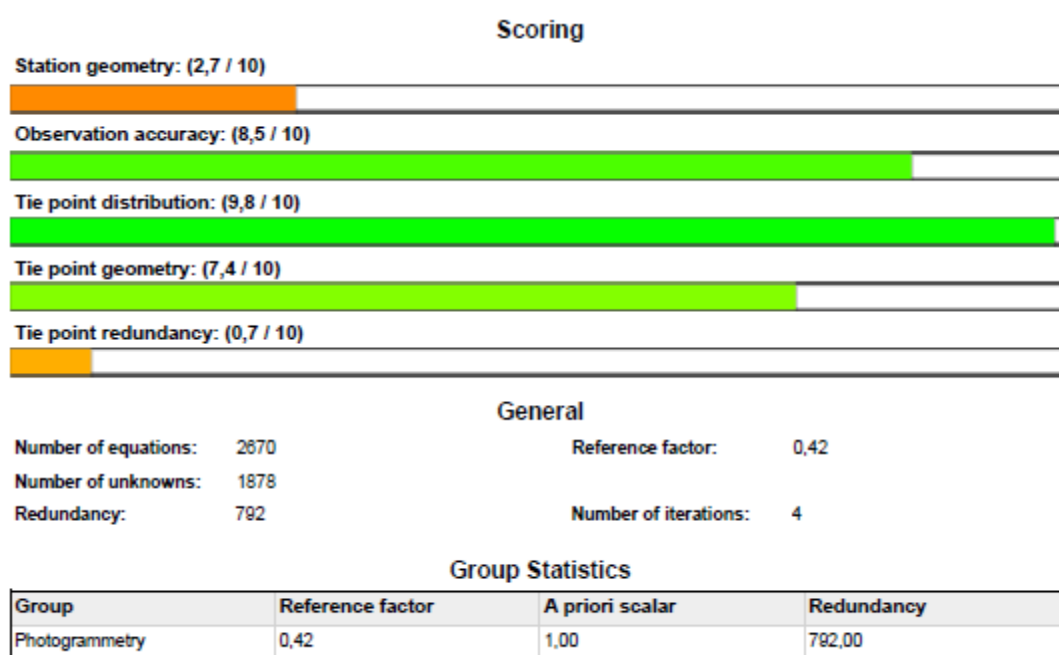 Scoring
Station geometry: (2,7 / 10)
Observation accuracy: (8,5 / 10)
Tie point distribution: (9,8 / 10)
Tie point geometry: (7,4 / 10)
Tie point redundancy: (0,7 / 10)
General
Number of equations: 2670 Reference factor: 0,42
Number of unknowns: 1878
Redundancy: 792 Number of iterations: 4
Group Statistics
Group Reference factor A priori scalar Redundancy
Photogrammetry 0,42 1,00 792,00